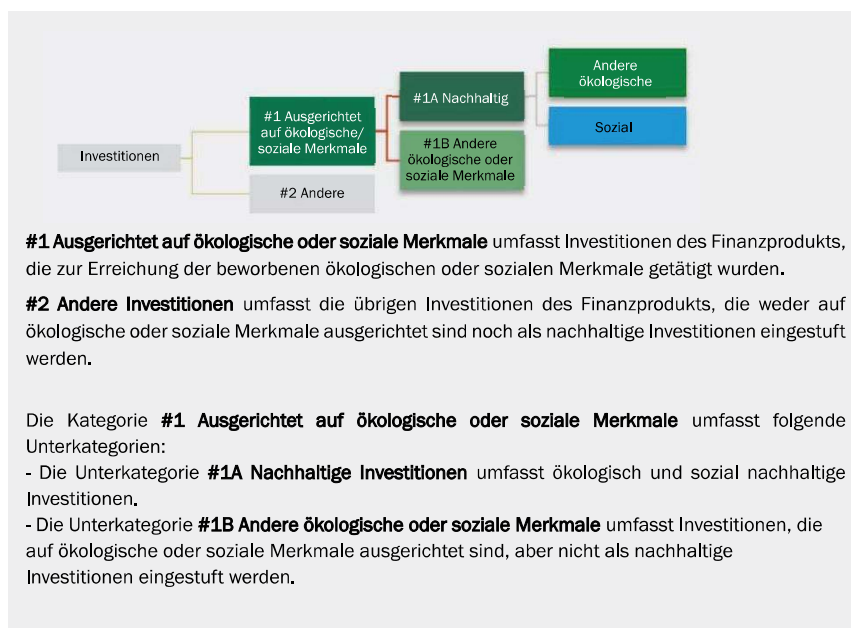 Investitionen
#1 Ausgerichtet
auf ökologische/
soziale Merkmale
#2 Andere
#1A Nachhaltig
#1B Andere
ökologische oder
soziale Merkmale
Andere
ökologische
Sozial
#1 Ausgerichtet auf ökologische oder soziale Merkmale umfasst Investitionen des Finanzprodukts,
die zur Erreichung der beworbenen ökologischen oder sozialen Merkmale getätigt wurden.
#2 Andere Investitionen umfasst die übrigen Investitionen des Finanzprodukts, die weder auf
ökologische oder soziale Merkmale ausgerichtet sind noch als nachhaltige Investitionen eingestuft
werden.
Die Kategorie #1 Ausgerichtet auf ökologische oder soziale Merkmale umfasst folgende
Unterkategorien:
- Die Unterkategorie #1A Nachhaltige Investitionen umfasst ökologisch und sozial nachhaltige
Investitionen.
- Die Unterkategorie #1B Andere ökologische oder soziale Merkmale umfasst Investitionen, die
auf ökologische oder soziale Merkmale ausgerichtet sind, aber nicht als nachhaltige
Investitionen eingestuft werden.